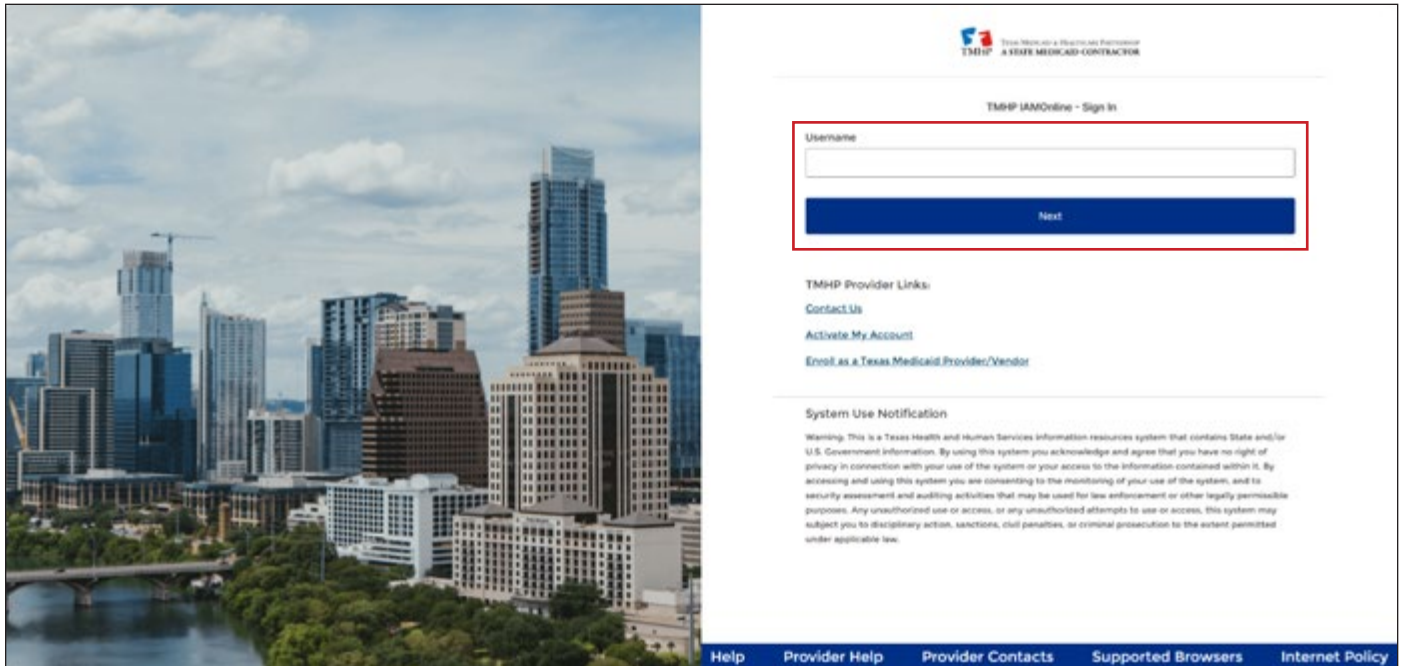 TEXAS MEDICAID & HEALTHCARE PARTNERSHIP
TMHP A STATE MEDICAID CONTRACTOR
TMHP IAMOnline - Sign In
Username
Next
TMHP Provider Links:
Contact Us
Activate My Account
Enroll as a Texas Medicaid Provider/Vendor
System Use Notification
Warning: This is a Texas Health and Human Services information resources system that contains State and/or
U.S. Government information. By using this system you acknowledge and agree that you have no right of
privacy in connection with your use of the system or your access to the information contained within it. By
accessing and using this system you are consenting to the monitoring of your use of the system, and to
security assessment and auditing activities that may be used for law enforcement or other legally permissible
purposes. Any unauthorized use or access, or any unauthorized attempts to use or access, this system may
subject you to disciplinary action, sanctions, civil penalties, or criminal prosecution to the extent permitted
under applicable law.
Help Provider Help Provider Contacts Supported Browsers Internet Policy